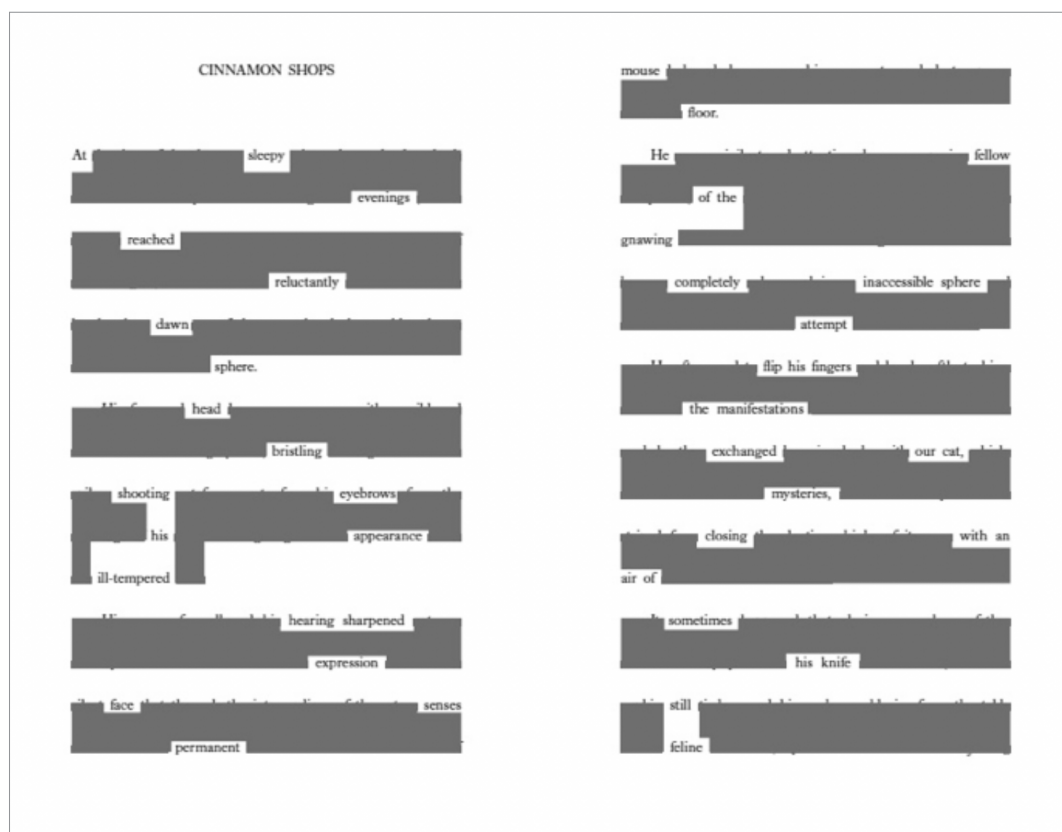 CINNAMON SHOPS
At sleepy
evenings
reached
reluctantly
dawn
sphere.
head
bristling
shooting eyebrows
his appearance
ill-tempered
hearing sharpened
expression
face senses
permanent
mouse
floor.
He fellow
of the
gnawing
completely inaccessible sphere
attempt
flip his fingers
the manifestations
exchanged our cat,
mysteries,
closing with an
air of
sometimes
his knife
still
feline